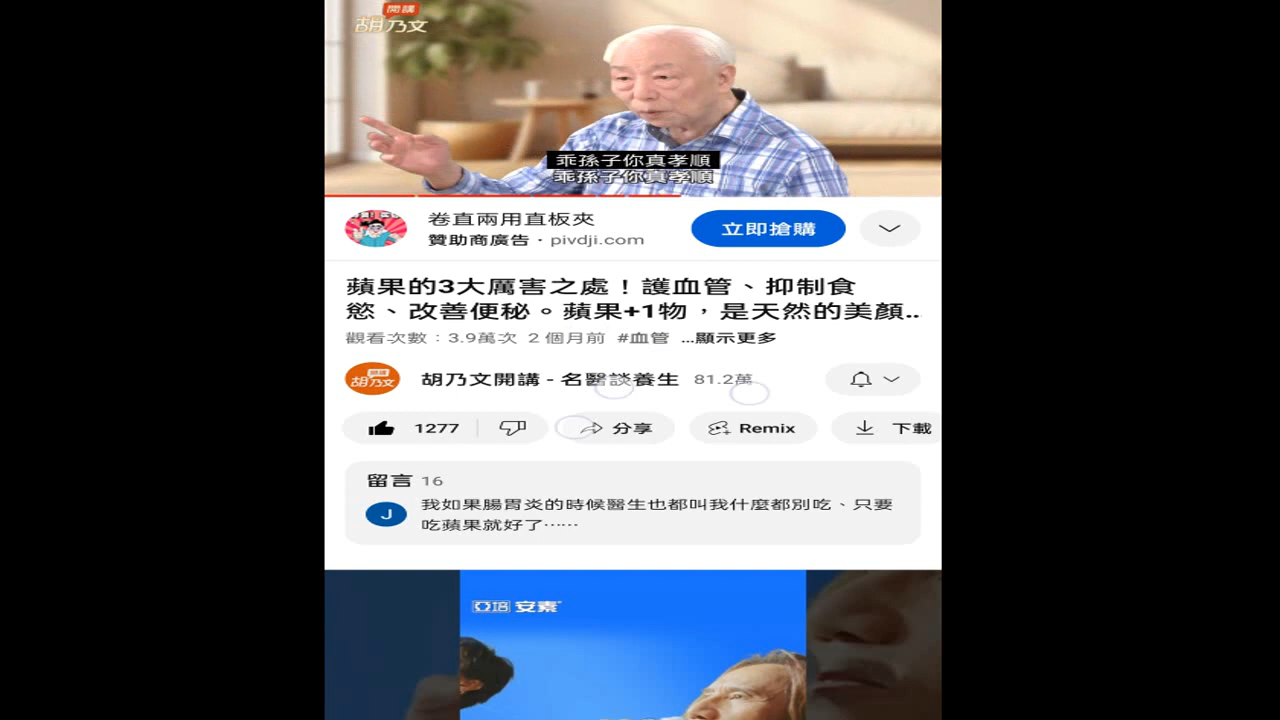 開講
胡乃文
乖孫子你真孝順
乖孫子你真孝順
卷直兩用直板夾
立即搶購
贊助商廣告・pivdji.com
蘋果的3大厲害之處！護血管、抑制食
慾、改善便秘。蘋果+1物，是天然的美顏..
觀看次數：3.9萬次 2 個月前 #血管 ...顯示更多
開講
胡乃文
胡乃文開講 - 名醫談養生 81.2萬
1277
分享
Remix
下載
留言 16
J
我如果腸胃炎的時候醫生也都叫我什麼都別吃、只要
吃蘋果就好了⋯⋯
亞培 安素